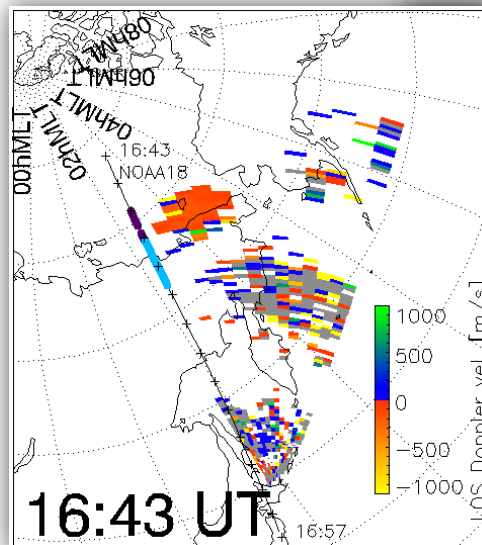 08hMLT
06hMLT
04hMLT
02hMLT
00hMLT
16:43
NOAA18
1000
500
0
−500
−1000
LOS Doppler vel. [m/s]
16:43 UT
16:57